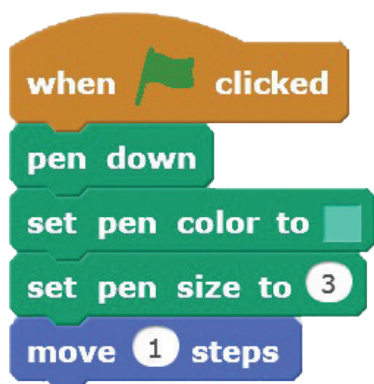 when clicked
pen down
set pen color to
set pen size to 3
move 1 steps